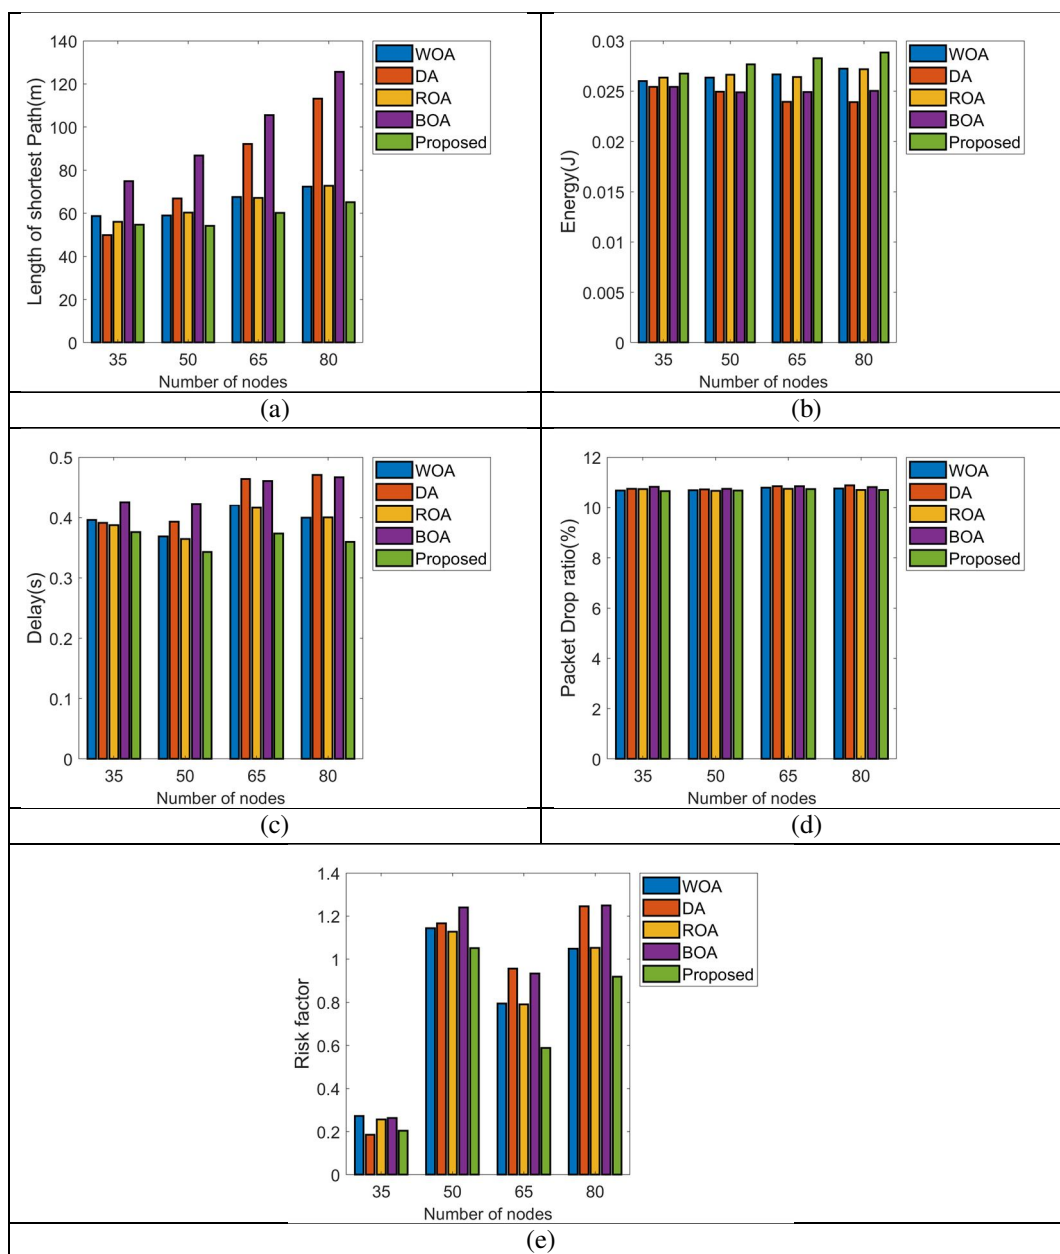 140
120
100
80
60
40
20
0
Length of shortest Path(m)
35 50 65 80
Number of nodes
WOA
DA
ROA
BOA
Proposed
(a)
0.03
0.025
0.02
0.015
0.01
0.005
0
Energy(J)
35 50 65 80
Number of nodes
WOA
DA
ROA
BOA
Proposed
(b)
0.5
0.4
0.3
0.2
0.1
0
Delay(s)
35 50 65 80
Number of nodes
WOA
DA
ROA
BOA
Proposed
(c)
12
10
8
6
4
2
0
Packet Drop ratio(%)
35 50 65 80
Number of nodes
WOA
DA
ROA
BOA
Proposed
(d)
1.4
1.2
1
0.8
0.6
0.4
0.2
0
Risk factor
35 50 65 80
Number of nodes
WOA
DA
ROA
BOA
Proposed
(e)